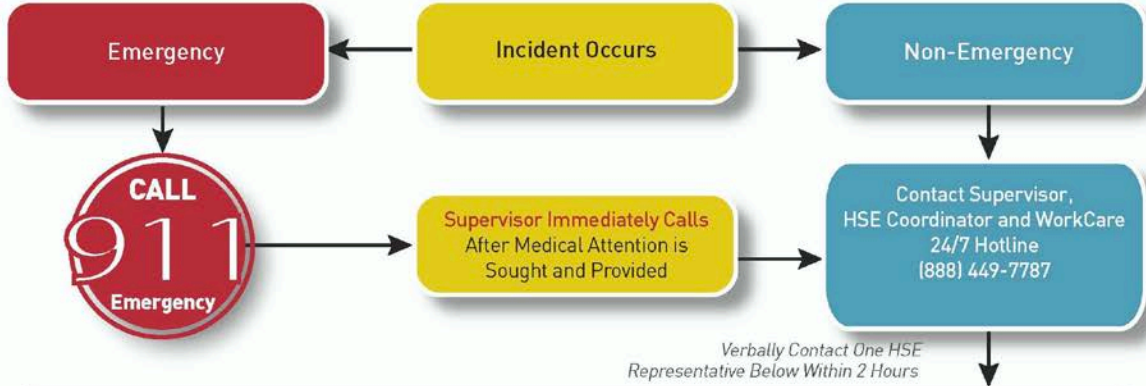 Emergency
Incident Occurs
Non-Emergency
CALL
911
Emergency
Supervisor Immediately Calls
After Medical Attention is
Sought and Provided
Contact Supervisor,
HSE Coordinator and WorkCare
24/7 Hotline
(888) 449-7787
Verbally Contact One HSE
Representative Below Within 2 Hours